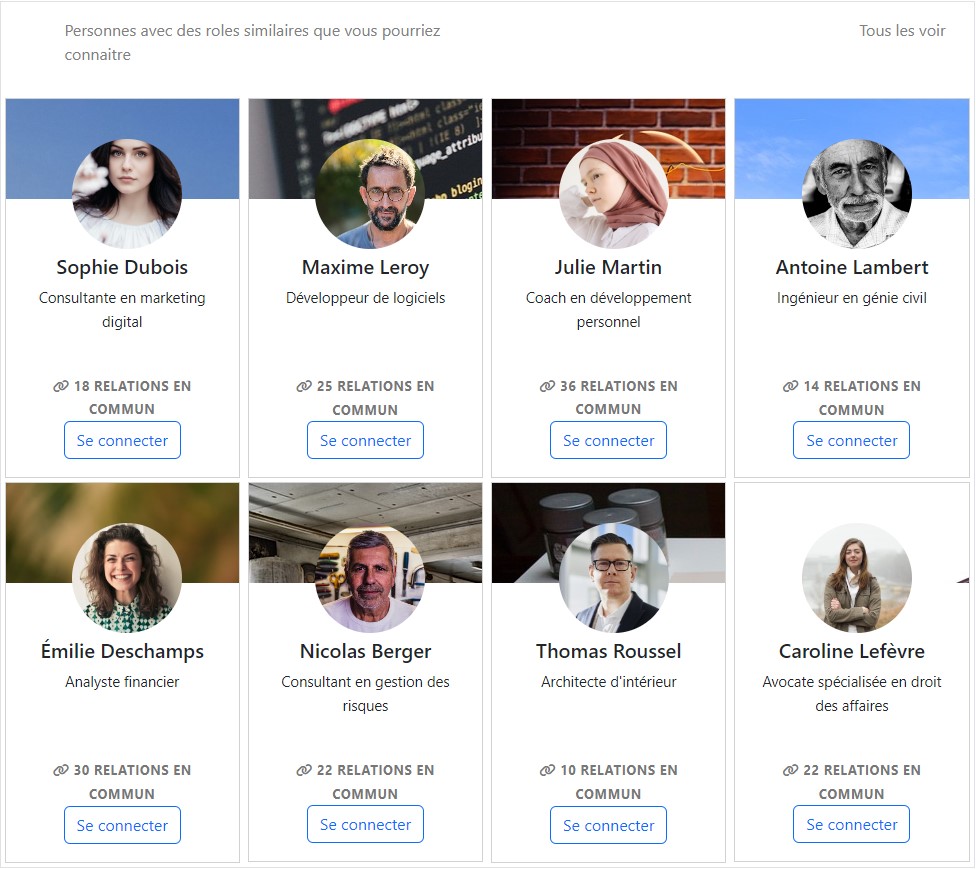 Personnes avec des roles similaires que vous pourriez
connaitre
Tous les voir
Sophie Dubois
Consultante en marketing
digital
18 RELATIONS EN
COMMUN
Se connecter
Maxime Leroy
Développeur de logiciels
25 RELATIONS EN
COMMUN
Se connecter
Julie Martin
Coach en développement
personnel
36 RELATIONS EN
COMMUN
Se connecter
Antoine Lambert
Ingénieur en génie civil
14 RELATIONS EN
COMMUN
Se connecter
Émilie Deschamps
Analyste financier
30 RELATIONS EN
COMMUN
Se connecter
Nicolas Berger
Consultant en gestion des
risques
22 RELATIONS EN
COMMUN
Se connecter
Thomas Roussel
Architecte d'intérieur
10 RELATIONS EN
COMMUN
Se connecter
Caroline Lefèvre
Avocate spécialisée en droit
des affaires
22 RELATIONS EN
COMMUN
Se connecter